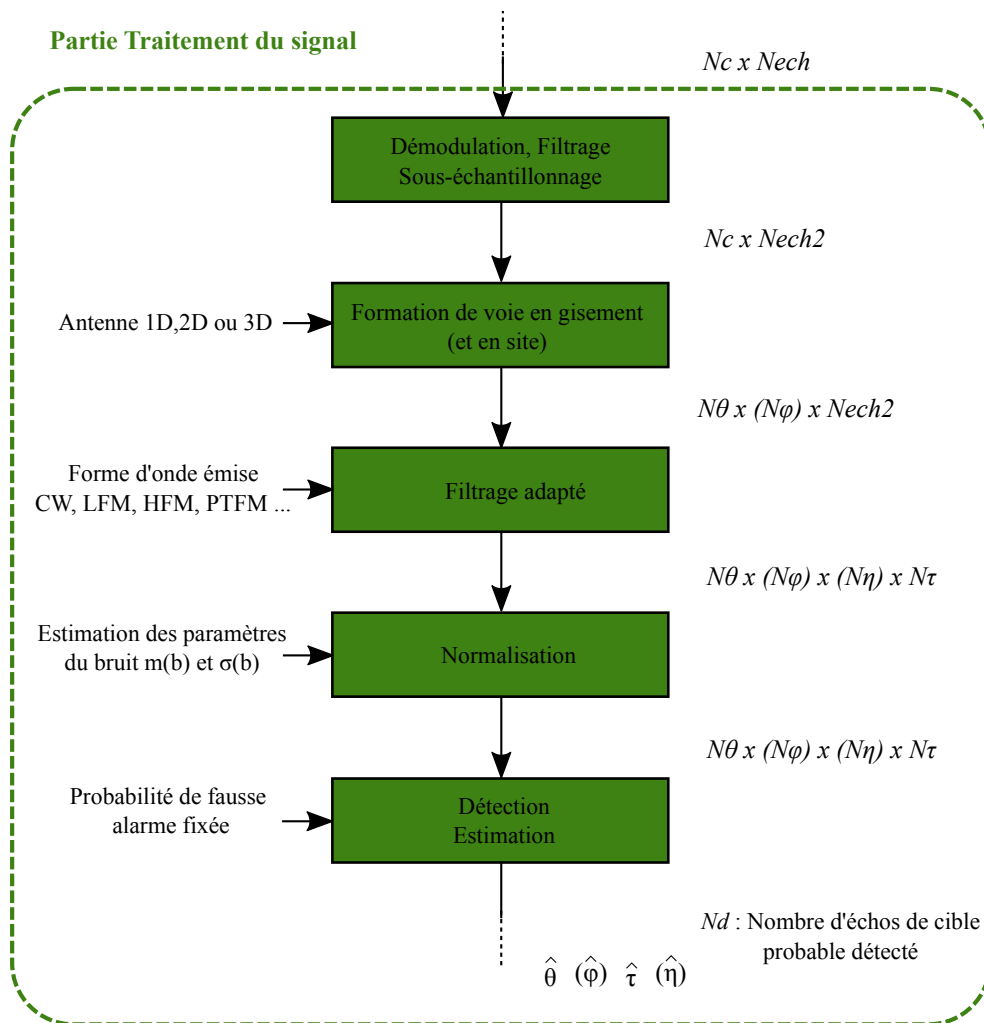 Partie Traitement du signal
Nc x Nech
Démodulation, Filtrage
Sous-échantillonnage
Nc x Nech2
Antenne 1D,2D ou 3D
Formation de voie en gisement
(et en site)
Nθ x (Nφ) x Nech2
Forme d'onde émise
CW, LFM, HFM, PTFM ...
Filtrage adapté
Nθ x (Nφ) x (Nη) x Nτ
Estimation des paramètres
du bruit m(b) et σ(b)
Normalisation
Nθ x (Nφ) x (Nη) x Nτ
Probabilité de fausse
alarme fixée
Détection
Estimation
Nd : Nombre d'échos de cible
probable détecté
θ̂ (φ̂) τ̂ (η̂)